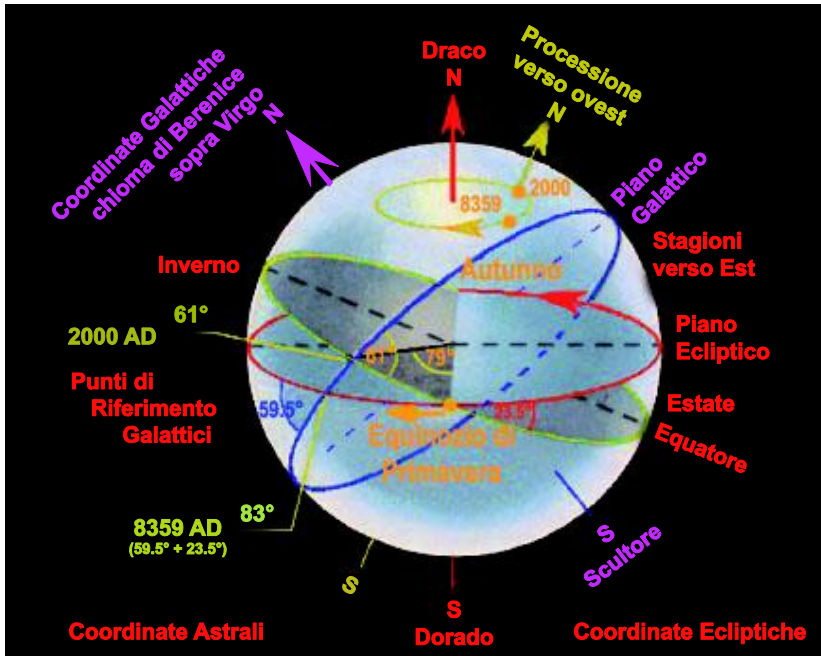 Coordinate Galattiche
chioma di Berenice
sopra Virgo
N
Draco
N
Processione
verso ovest
N
2000
8359
Piano
Galattico
Stagioni
verso Est
Inverno
Autunno
61°
2000 AD
Piano
Ecliptico
61°
79°
Punti di
Riferimento
Galattici
59.5°
23.5°
Estate
Equatore
Equinozio di
Primavera
83°
8359 AD
(59.5° + 23.5°)
S
S
Dorado
S
Scultore
Coordinate Astrali
Coordinate Ecliptiche